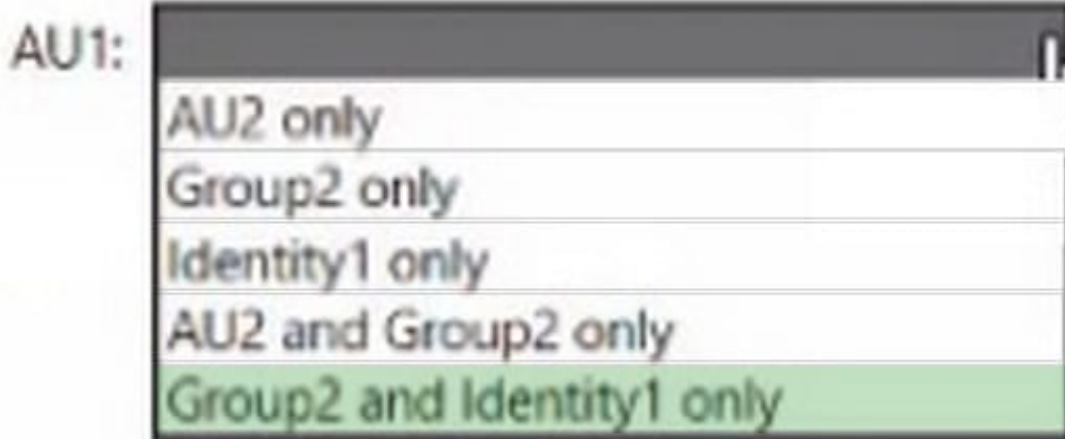 AU1:
AU2 only
Group2 only
Identity1 only
AU2 and Group2 only
Group2 and Identity1 only